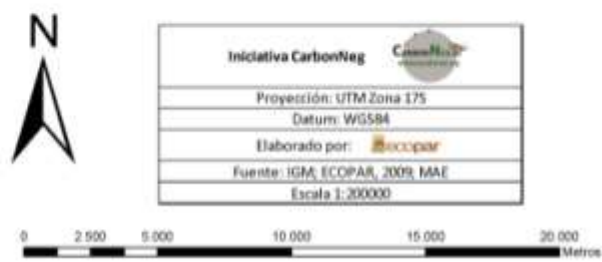 N
Iniciativa CarbonNeg
CarbonNeg
Proyección: UTM Zona 17S
Datum: WGS84
Elaborado por: ecopar
Fuente: IGM; ECOPAR, 2009; MAE
Escala 1:200000
0 2.500 5.000 10.000 15.000 20.000
Metros